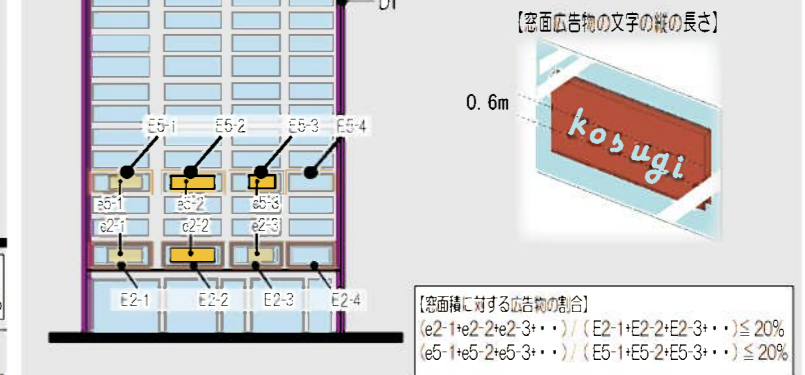 D1
【窓面広告物の文字の縦の長さ】
0.6m
kosugi
E5-1 E5-2 E5-3 E5-4
e5-1 e5-2 e5-3
e2-1 e2-2 e2-3
E2-1 E2-2 E2-3 E2-4
【窓面積に対する広告物の割合】
(e2-1+e2-2+e2-3+・・)/(E2-1+E2-2+E2-3+・・)≦20%
(e5-1+e5-2+e5-3+・・)/(E5-1+E5-2+E5-3+・・)≦20%